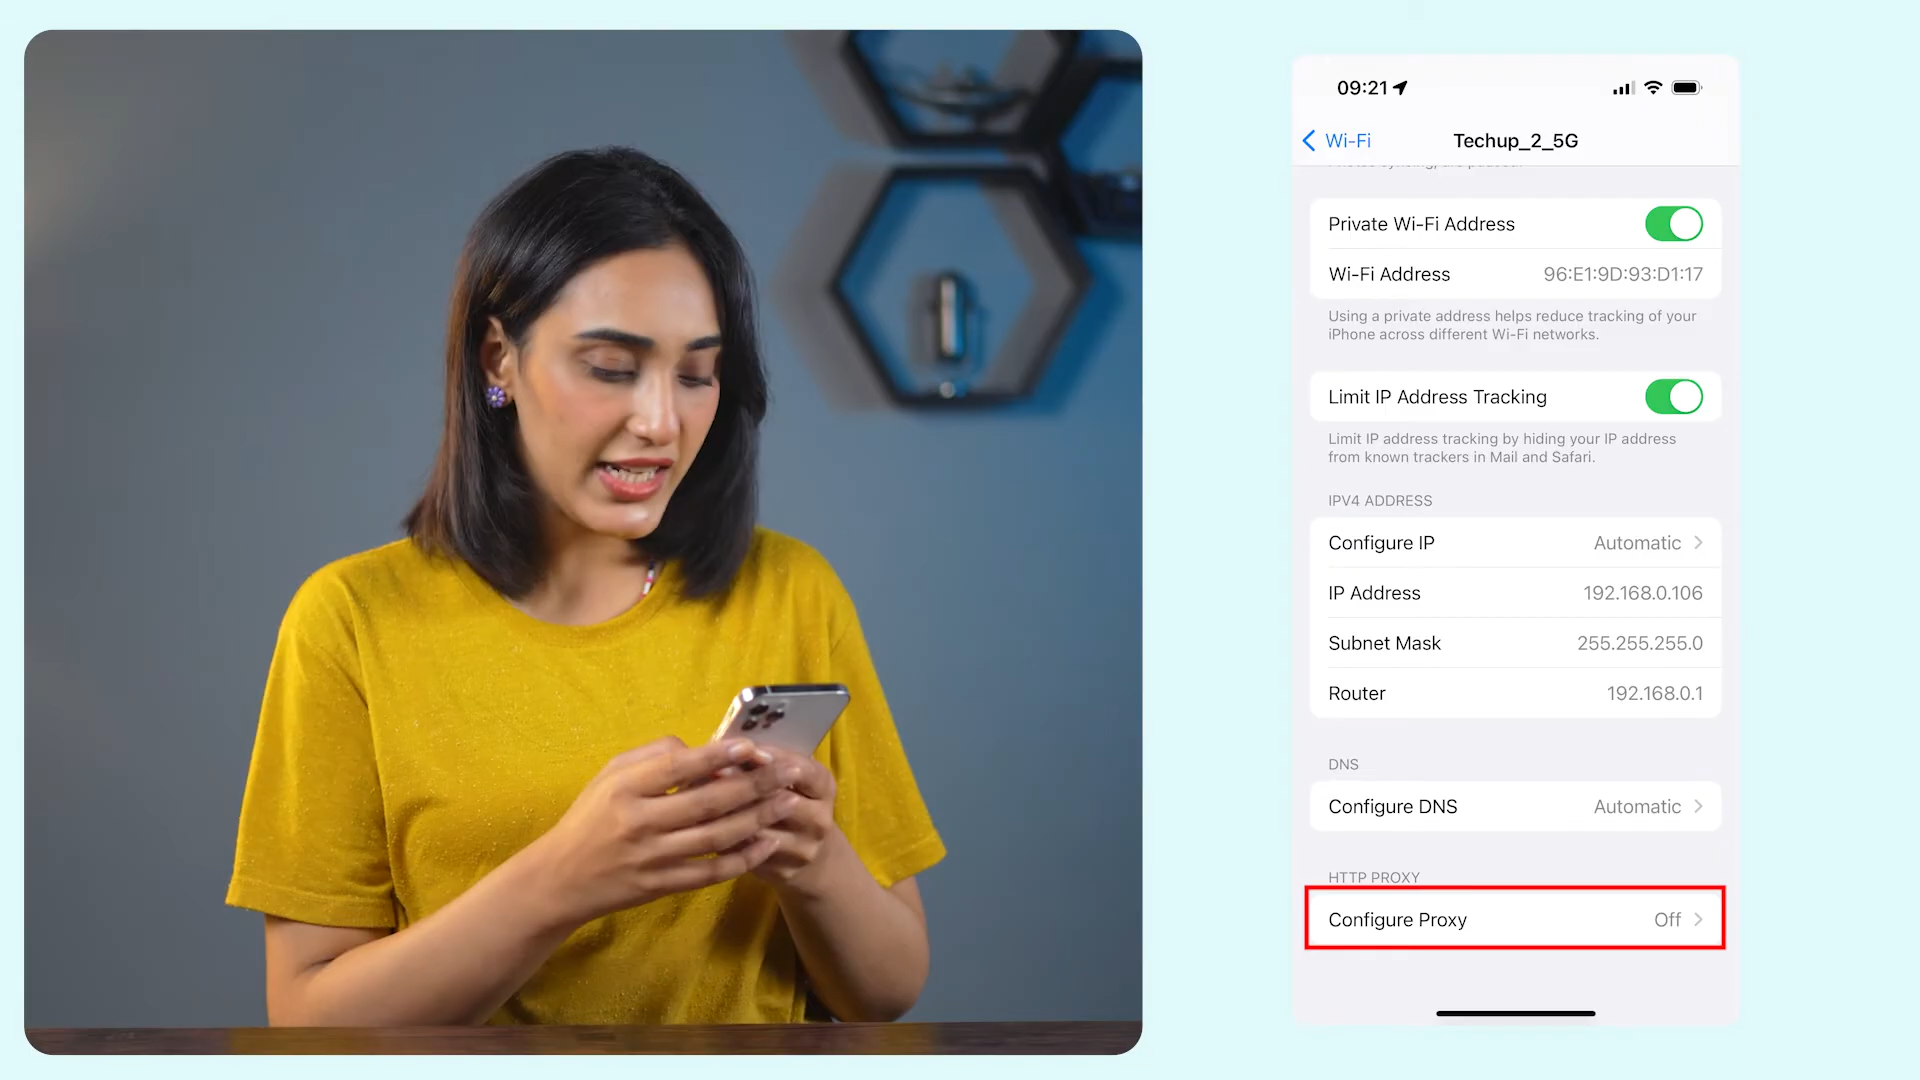 09:21
Wi-Fi
Techup_2_5G
Private Wi-Fi Address
Wi-Fi Address 96:E1:9D:93:D1:17
Using a private address helps reduce tracking of your
iPhone across different Wi-Fi networks.
Limit IP Address Tracking
Limit IP address tracking by hiding your IP address
from known trackers in Mail and Safari.
IPV4 ADDRESS
Configure IP Automatic
IP Address 192.168.0.106
Subnet Mask 255.255.255.0
Router 192.168.0.1
DNS
Configure DNS Automatic
HTTP PROXY
Configure Proxy Off